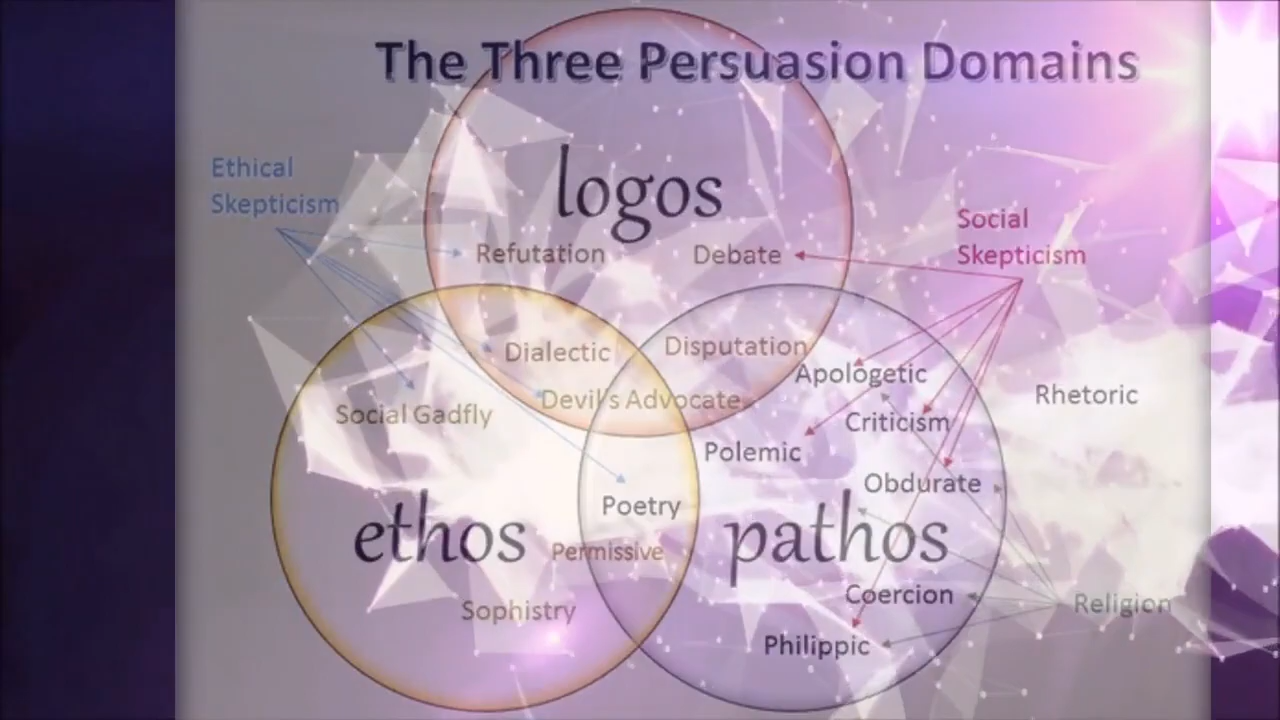 The Three Persuasion Domains
Ethical
Skepticism
logos
Social
Skepticism
Refutation
Debate
Dialectic
Disputation
Apologetic
Rhetoric
Devil's Advocate
Social Gadfly
Criticism
Polemic
Obdurate
Poetry
ethos
pathos
Permissive
Coercion
Religion
Sophistry
Philippic